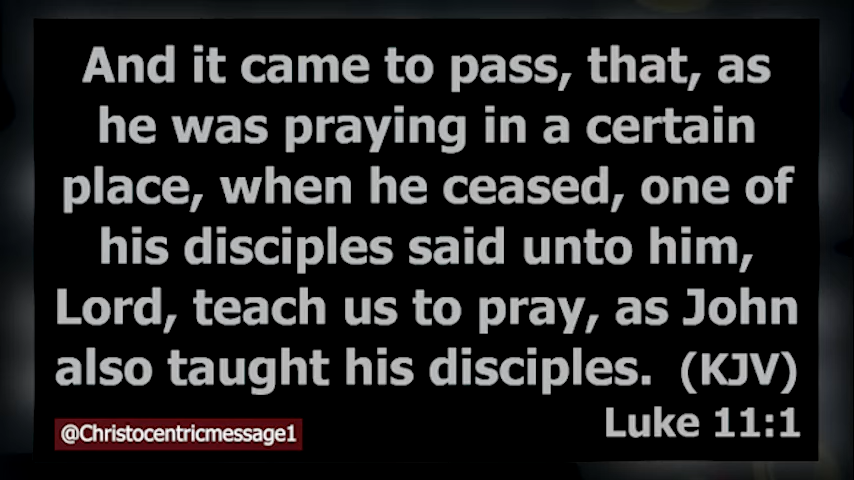 And it came to pass, that, as
he was praying in a certain
place, when he ceased, one of
his disciples said unto him,
Lord, teach us to pray, as John
also taught his disciples. (KJV)
Luke 11:1
@Christocentricmessage1